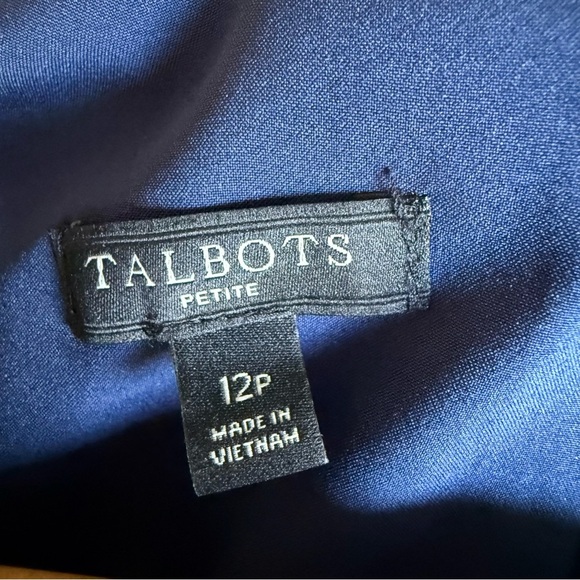 TALBOTS
PETITE
12P
MADE IN
VIETNAM